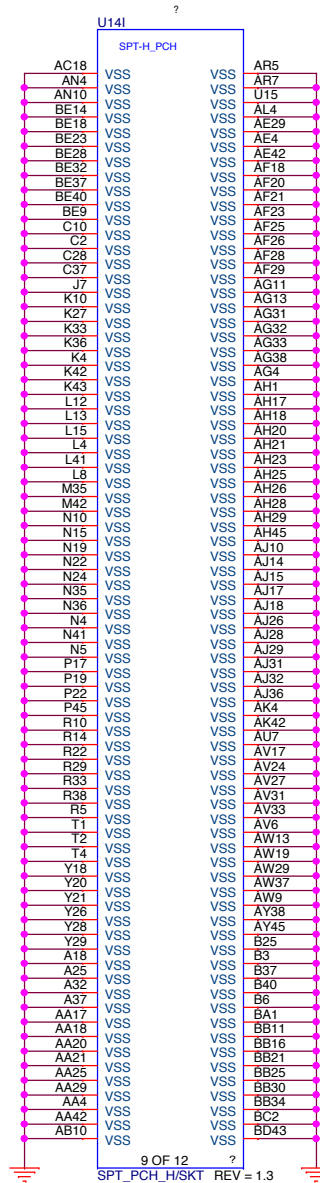 ?
U14I
SPT-H_PCH
AC18 VSS VSS AR5
AN4 VSS VSS AR7
AN10 VSS VSS U15
BE14 VSS VSS AL4
BE18 VSS VSS AE29
BE23 VSS VSS AE4
BE28 VSS VSS AE42
BE32 VSS VSS AF18
BE37 VSS VSS AF20
BE40 VSS VSS AF21
BE9 VSS VSS AF23
C10 VSS VSS AF25
C2 VSS VSS AF26
C28 VSS VSS AF28
C37 VSS VSS AF29
J7 VSS VSS AG11
K10 VSS VSS AG13
K27 VSS VSS AG31
K33 VSS VSS AG32
K36 VSS VSS AG33
K4 VSS VSS AG38
K42 VSS VSS AG4
K43 VSS VSS AH1
L12 VSS VSS AH17
L13 VSS VSS AH18
L15 VSS VSS AH20
L4 VSS VSS AH21
L41 VSS VSS AH23
L8 VSS VSS AH25
M35 VSS VSS AH26
M42 VSS VSS AH28
N10 VSS VSS AH29
N15 VSS VSS AH45
N19 VSS VSS AJ10
N22 VSS VSS AJ14
N24 VSS VSS AJ15
N35 VSS VSS AJ17
N36 VSS VSS AJ18
N4 VSS VSS AJ26
N41 VSS VSS AJ28
N5 VSS VSS AJ29
P17 VSS VSS AJ31
P19 VSS VSS AJ32
P22 VSS VSS AJ36
P45 VSS VSS AK4
R10 VSS VSS AK42
R14 VSS VSS AU7
R22 VSS VSS AV17
R29 VSS VSS AV24
R33 VSS VSS AV27
R38 VSS VSS AV31
R5 VSS VSS AV33
T1 VSS VSS AV6
T2 VSS VSS AW13
T4 VSS VSS AW19
Y18 VSS VSS AW29
Y20 VSS VSS AW37
Y21 VSS VSS AW9
Y26 VSS VSS AY38
Y28 VSS VSS AY45
Y29 VSS VSS B25
A18 VSS VSS B3
A25 VSS VSS B37
A32 VSS VSS B40
A37 VSS VSS B6
AA17 VSS VSS BA1
AA18 VSS VSS BB11
AA20 VSS VSS BB16
AA21 VSS VSS BB21
AA25 VSS VSS BB25
AA29 VSS VSS BB30
AA4 VSS VSS BB34
AA42 VSS VSS BC2
AB10 VSS VSS BD43
9 OF 12 ?
SPT_PCH_H/SKT REV = 1.3